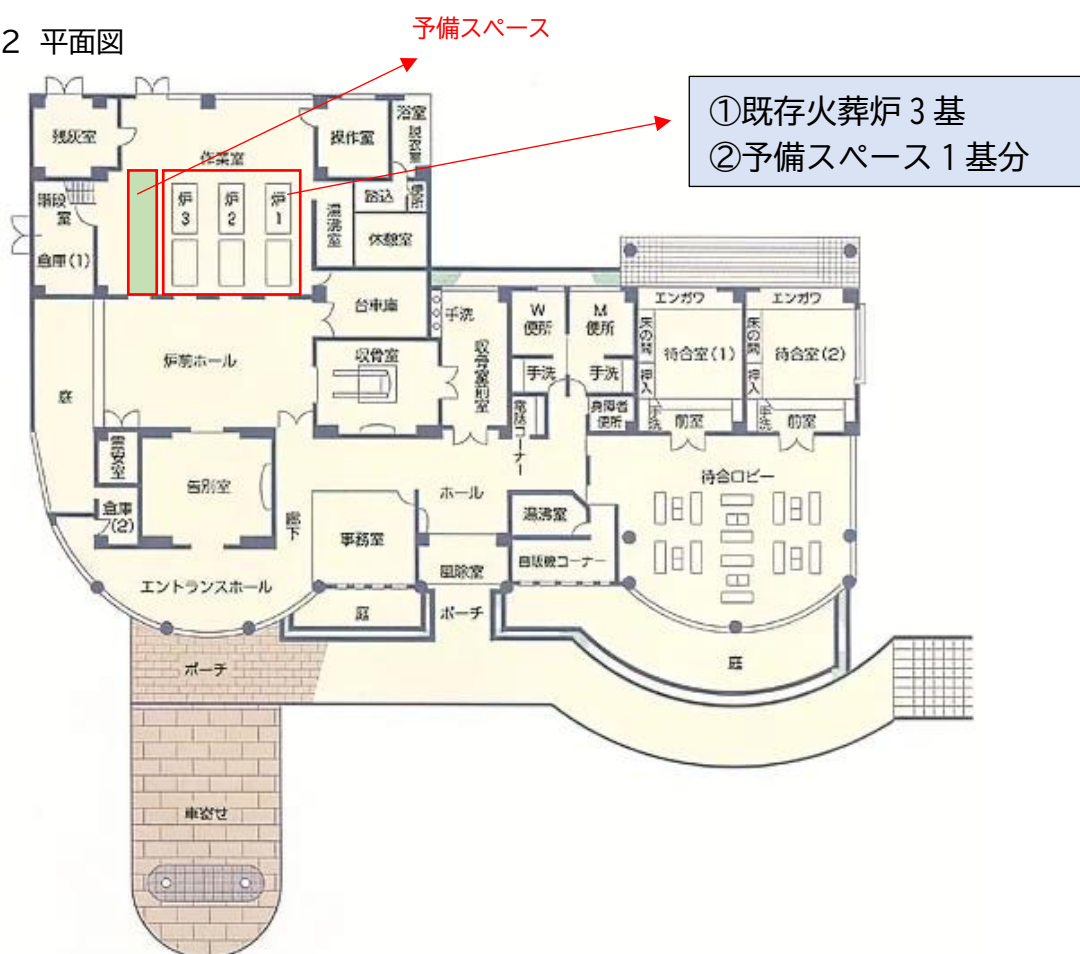 予備スペース
2 平面図
①既存火葬炉3基
②予備スペース1基分
残灰室
作業室
操作室
浴室
脱衣室
階段室
倉庫(1)
炉3
炉2
炉1
湯沸室
踏込
便所
休憩室
台車庫
炉前ホール
収骨室
手洗
収骨室前室
W
便所
M
便所
手洗
手洗
電話コーナー
身障者
便所
エンガワ
エンガワ
床の間
押入
待合室(1)
床の間
押入
待合室(2)
手洗
前室
手洗
前室
庭
霊安室
倉庫
(2)
告別室
廊下
事務室
ホール
湯沸室
待合ロビー
風除室
自販機コーナー
エントランスホール
庭
ポーチ
庭
ポーチ
車寄せ